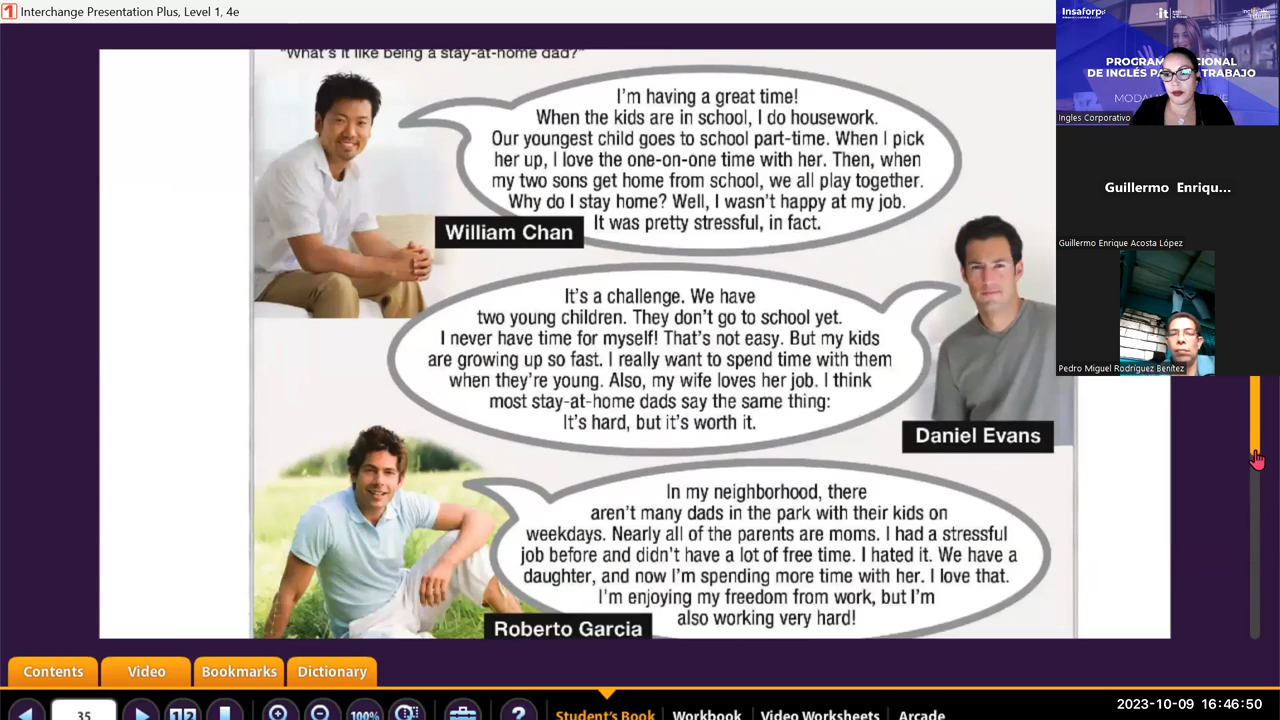 Interchange Presentation Plus, Level 1, 4e
"What's it like being a stay-at-home dad?"
I'm having a great time!
When the kids are in school, I do housework.
Our youngest child goes to school part-time. When I pick
her up, I love the one-on-one time with her. Then, when
my two sons get home from school, we all play together.
Why do I stay home? Well, I wasn't happy at my job.
It was pretty stressful, in fact.
William Chan
It's a challenge. We have
two young children. They don't go to school yet.
I never have time for myself! That's not easy. But my kids
are growing up so fast. I really want to spend time with them
when they're young. Also, my wife loves her job. I think
most stay-at-home dads say the same thing:
It's hard, but it's worth it.
Daniel Evans
In my neighborhood, there
aren't many dads in the park with their kids on
weekdays. Nearly all of the parents are moms. I had a stressful
job before and didn't have a lot of free time. I hated it. We have a
daughter, and now I'm spending more time with her. I love that.
I'm enjoying my freedom from work, but I'm
also working very hard!
Roberto Garcia
Insaforp
it
DE INGLÉS
TRABAJO
Ingles Corporativo
Guillermo Enriqu...
Guillermo Enrique Acosta López
Pedro Miguel Rodríguez Benítez
Contents
Video
Bookmarks
Dictionary
35
1 2
100%
?
Student's Book
Workbook
Video Worksheets
Arcade
2023-10-09 16:46:50